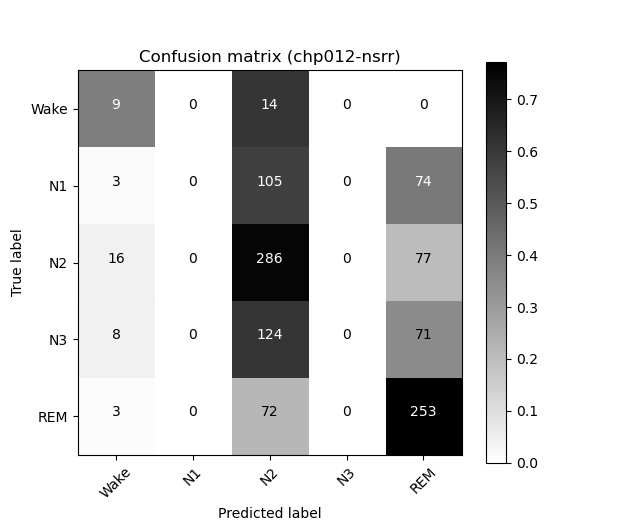 Confusion matrix (chp012-nsrr)
Wake 9 0 14 0 0
N1 3 0 105 0 74
N2 16 0 286 0 77
N3 8 0 124 0 71
REM 3 0 72 0 253
Wake N1 N2 N3 REM
True label
Predicted label
0.7
0.6
0.5
0.4
0.3
0.2
0.1
0.0